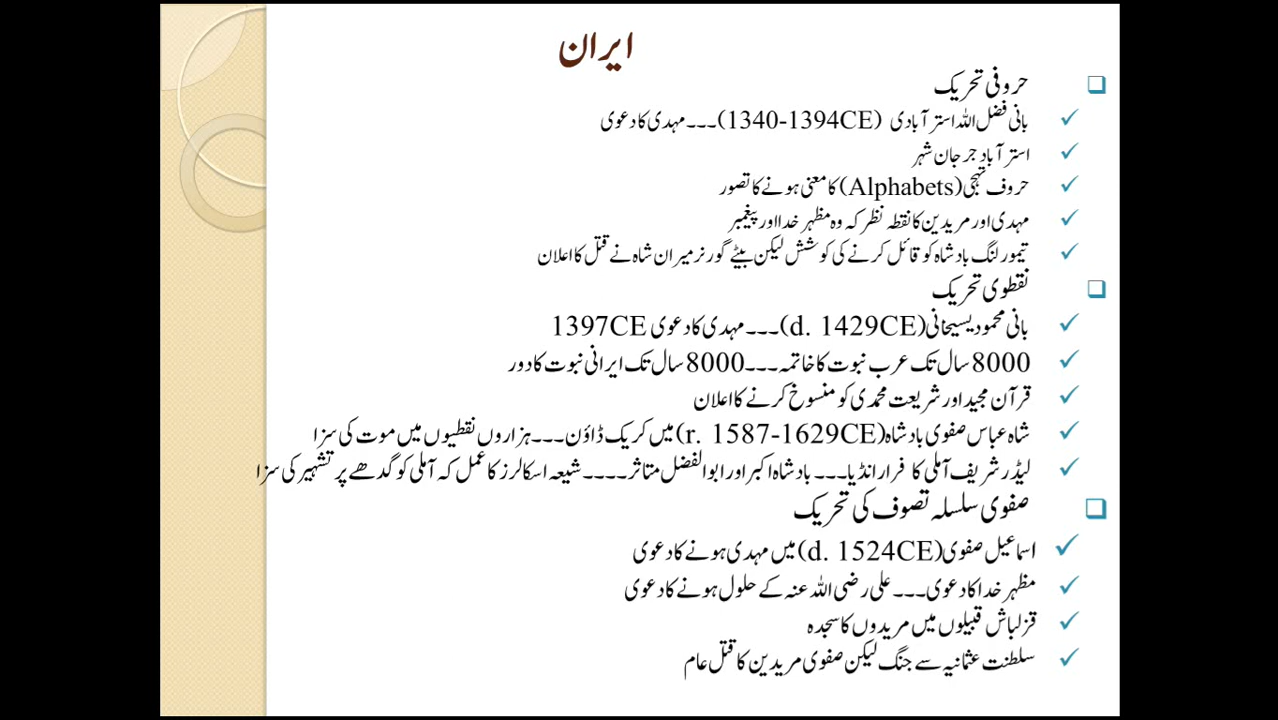 ایران
حروفی تحریک
بانی فضل اللہ استر آبادی (1340-1394CE)۔۔۔مہدی کا دعوی
استر آباد جرجان شہر
حروف تہجی (Alphabets) کا معنی ہونے کا تصور
مہدی اور مریدین کا نقطہ نظر کہ وہ مظہر خدا اور پیغمبر
تیمور لنگ بادشاہ کو قائل کرنے کی کوشش لیکن بیٹے گورنر میران شاہ نے قتل کا اعلان
نقطوی تحریک
بانی محمود یسیحانی (d. 1429CE)۔۔۔مہدی کا دعوی 1397CE
8000 سال تک عرب نبوت کا خاتمہ۔۔۔8000 سال تک ایرانی نبوت کا دور
قرآن مجید اور شریعت محمدی کو منسوخ کرنے کا اعلان
شاہ عباس صفوی بادشاہ (r. 1587-1629CE) میں کریک ڈاؤن۔۔۔ہزاروں نقطیوں میں موت کی سزا
لیڈر شریف آملی کا فرار انڈیا۔۔۔بادشاہ اکبر اور ابوالفضل متاثر۔۔۔۔شیعہ اسکالرز کا عمل کہ آملی کو گدھے پر تشہیر کی سزا
صفوی سلسلہ تصوف کی تحریک
اسماعیل صفوی (d. 1524CE) میں مہدی ہونے کا دعوی
مظہر خدا کا دعوی۔۔۔علی رضی اللہ عنہ کے حلول ہونے کا دعوی
قزلباش قبیلوں میں مریدوں کا سجدہ
سلطنت عثمانیہ سے جنگ لیکن صفوی مریدین کا قتل عام